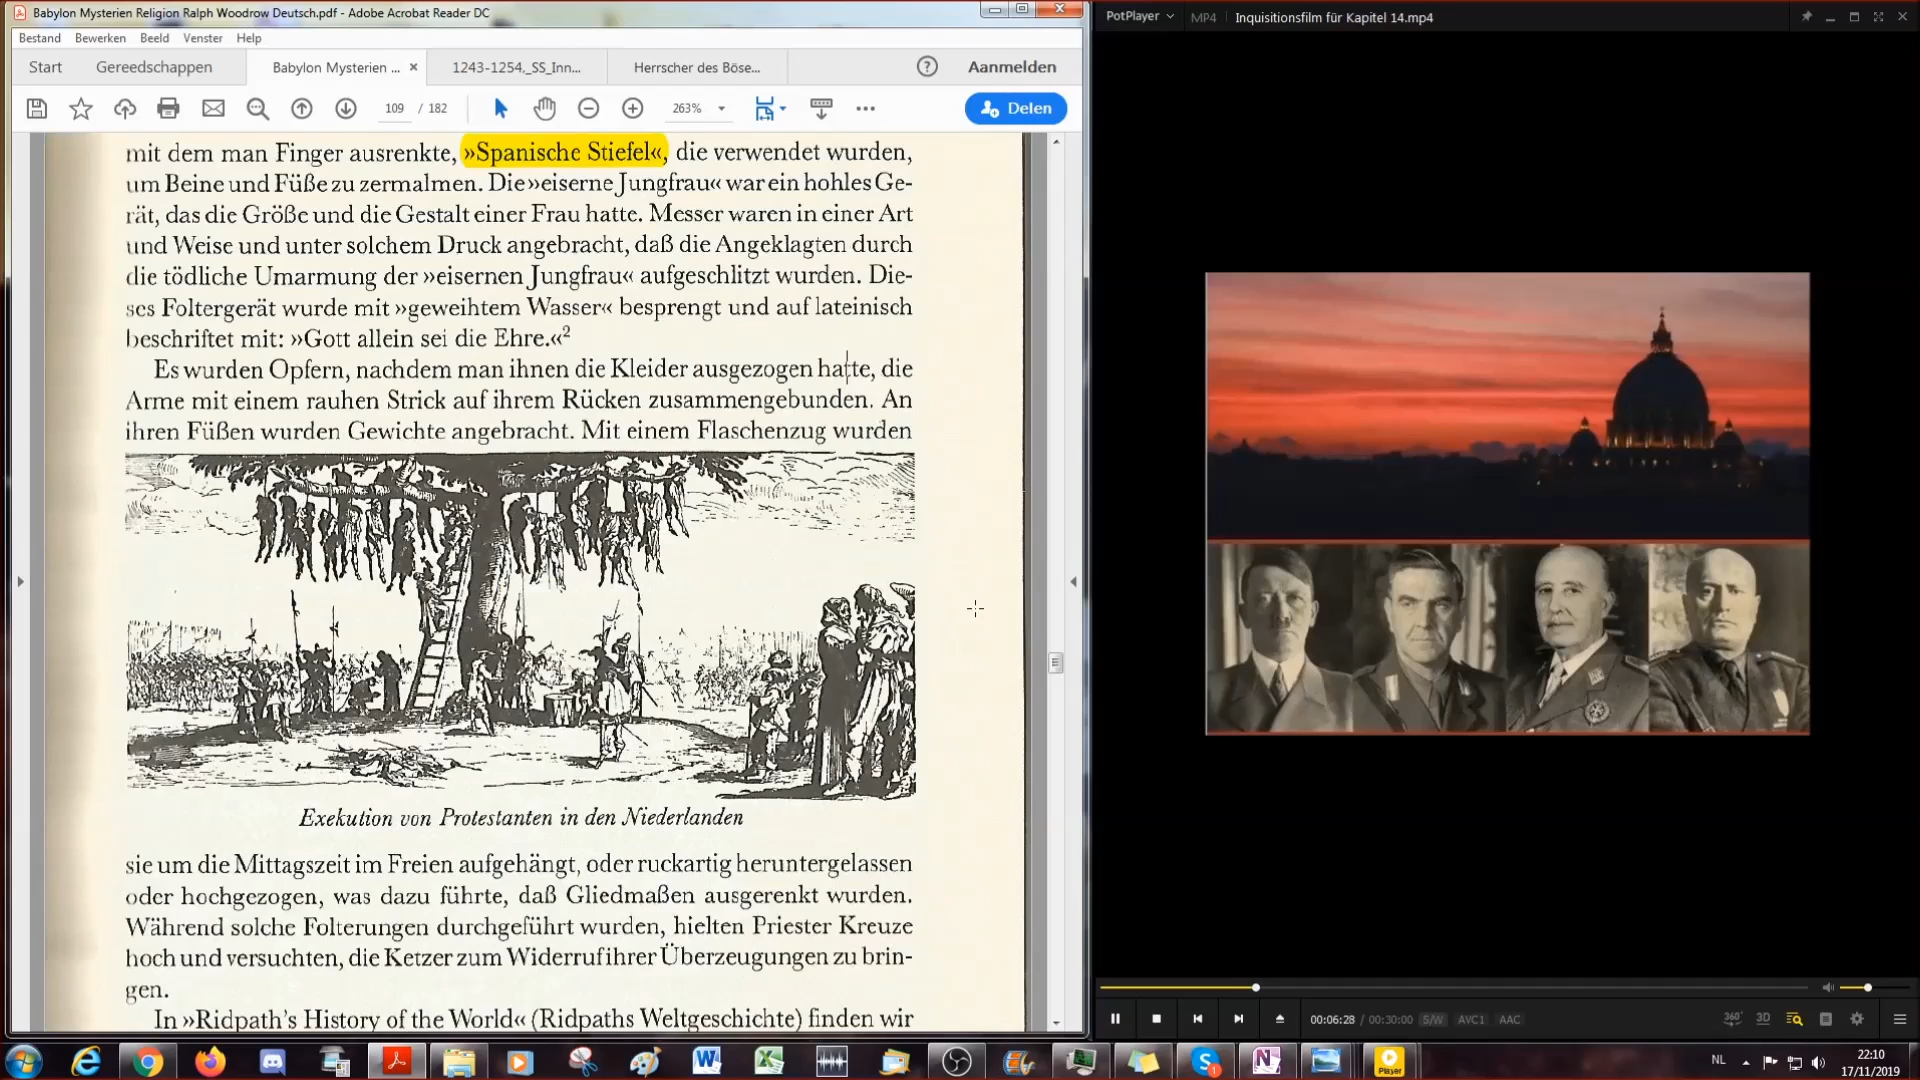 Babylon Mysterien Religion Ralph Woodrow Deutsch.pdf - Adobe Acrobat Reader DC
Bestand Bewerken Beeld Venster Help
Start Gereedschappen Babylon Mysterien ... 1243-1254,_SS_Inn... Herrscher des Böse... Aanmelden
109 / 182 263% Delen
mit dem man Finger ausrenkte, »Spanische Stiefel«, die verwendet wurden,
um Beine und Füße zu zermalmen. Die »eiserne Jungfrau« war ein hohles Ge-
rät, das die Größe und die Gestalt einer Frau hatte. Messer waren in einer Art
und Weise und unter solchem Druck angebracht, daß die Angeklagten durch
die tödliche Umarmung der »eisernen Jungfrau« aufgeschlitzt wurden. Die-
ses Foltergerät wurde mit »geweihtem Wasser« besprengt und auf lateinisch
beschriftet mit: »Gott allein sei die Ehre.«²
Es wurden Opfern, nachdem man ihnen die Kleider ausgezogen hatte, die
Arme mit einem rauhen Strick auf ihrem Rücken zusammengebunden. An
ihren Füßen wurden Gewichte angebracht. Mit einem Flaschenzug wurden
Exekution von Protestanten in den Niederlanden
sie um die Mittagszeit im Freien aufgehängt, oder ruckartig heruntergelassen
oder hochgezogen, was dazu führte, daß Gliedmaßen ausgerenkt wurden.
Während solche Folterungen durchgeführt wurden, hielten Priester Kreuze
hoch und versuchten, die Ketzer zum Widerruf ihrer Überzeugungen zu brin-
gen.
In »Ridpath's History of the World« (Ridpaths Weltgeschichte) finden wir
PotPlayer MP4 Inquisitionsfilm für Kapitel 14.mp4
00:06:28 / 00:30:00 S/W AVC1 AAC
360° 3D
Player
NL
22:10
17/11/2019